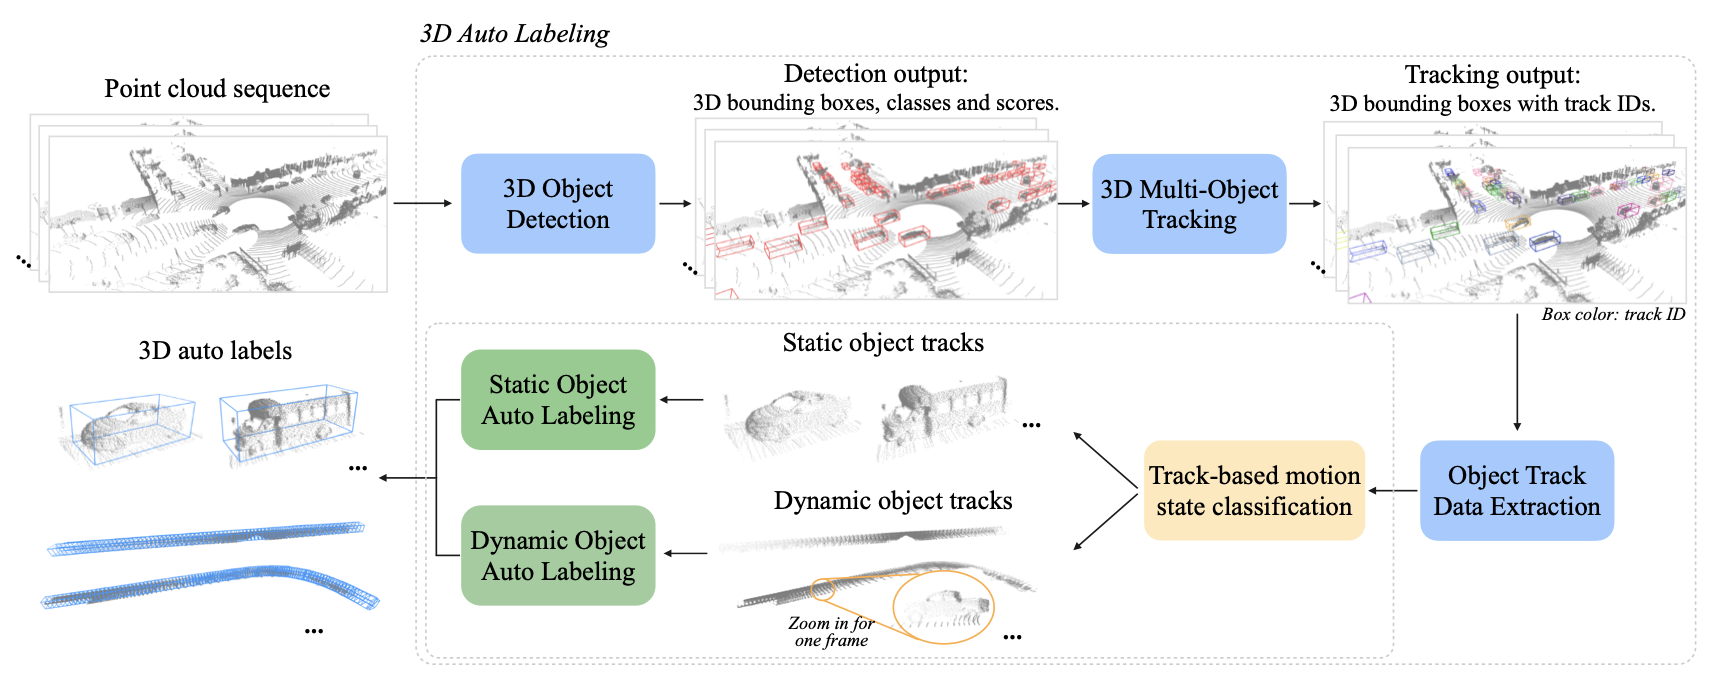 3D Auto Labeling
Point cloud sequence
Detection output:
3D bounding boxes, classes and scores.
Tracking output:
3D bounding boxes with track IDs.
3D Object
Detection
3D Multi-Object
Tracking
Box color: track ID
3D auto labels
Static Object
Auto Labeling
Static object tracks
...
...
Track-based motion
state classification
Object Track
Data Extraction
Dynamic object tracks
Dynamic Object
Auto Labeling
Zoom in for
one frame
...
...